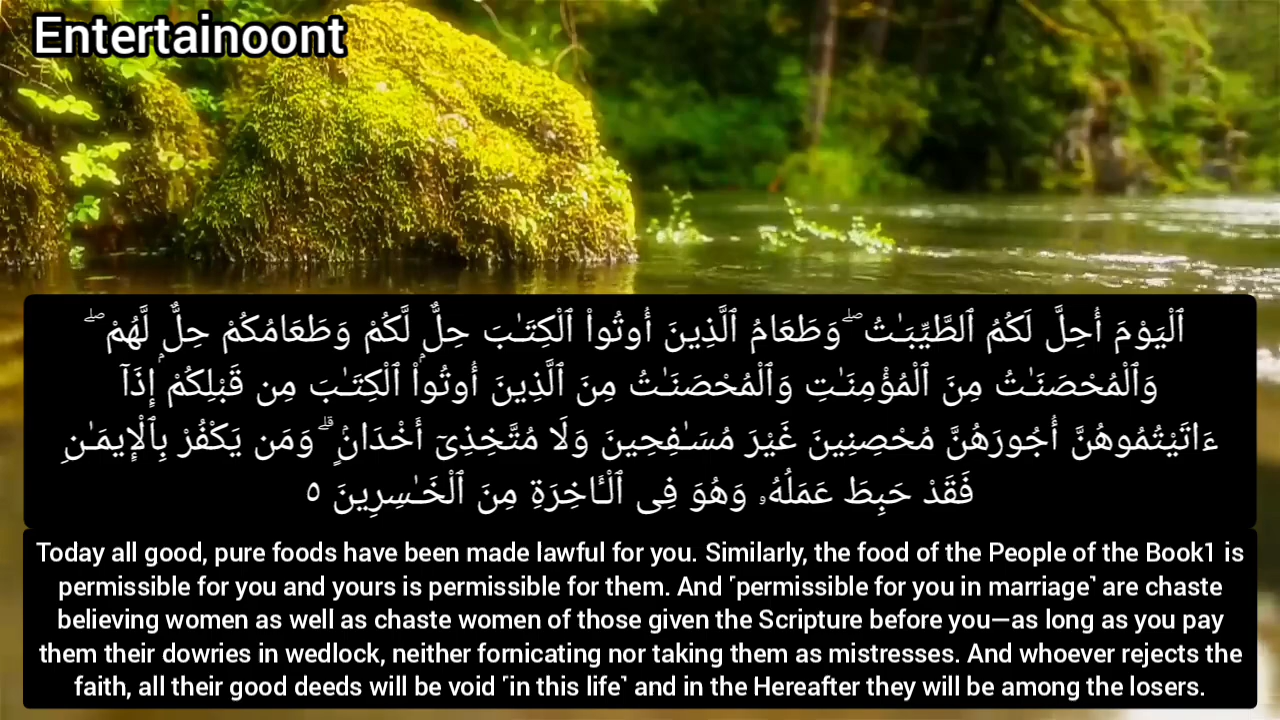 Entertainoont
ٱلْيَوْمَ أُحِلَّ لَكُمُ ٱلطَّيِّبَـٰتُ ۖ وَطَعَامُ ٱلَّذِينَ أُوتُوا۟ ٱلْكِتَـٰبَ حِلٌّۭ لَّكُمْ وَطَعَامُكُمْ حِلٌّۭ لَّهُمْ ۖ
وَٱلْمُحْصَنَـٰتُ مِنَ ٱلْمُؤْمِنَـٰتِ وَٱلْمُحْصَنَـٰتُ مِنَ ٱلَّذِينَ أُوتُوا۟ ٱلْكِتَـٰبَ مِن قَبْلِكُمْ إِذَآ
ءَاتَيْتُمُوهُنَّ أُجُورَهُنَّ مُحْصِنِينَ غَيْرَ مُسَـٰفِحِينَ وَلَا مُتَّخِذِىٓ أَخْدَانٍۢ ۗ وَمَن يَكْفُرْ بِٱلْإِيمَـٰنِ
فَقَدْ حَبِطَ عَمَلُهُۥ وَهُوَ فِى ٱلْـَٔاخِرَةِ مِنَ ٱلْخَـٰسِرِينَ ٥
Today all good, pure foods have been made lawful for you. Similarly, the food of the People of the Book1 is
permissible for you and yours is permissible for them. And ˹permissible for you in marriage˺ are chaste
believing women as well as chaste women of those given the Scripture before you—as long as you pay
them their dowries in wedlock, neither fornicating nor taking them as mistresses. And whoever rejects the
faith, all their good deeds will be void ˹in this life˺ and in the Hereafter they will be among the losers.